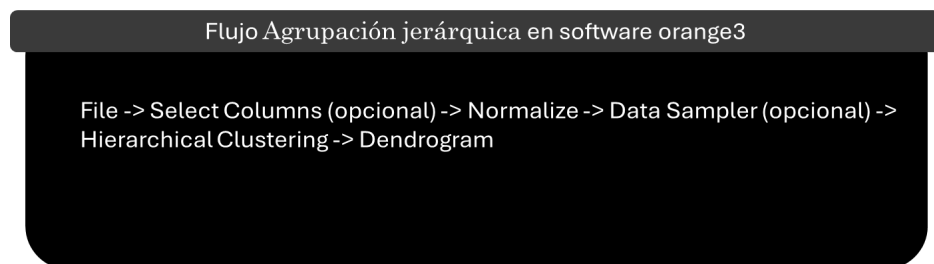 Flujo Agrupación jerárquica en software orange3
File -> Select Columns (opcional) -> Normalize -> Data Sampler (opcional) ->
Hierarchical Clustering -> Dendrogram